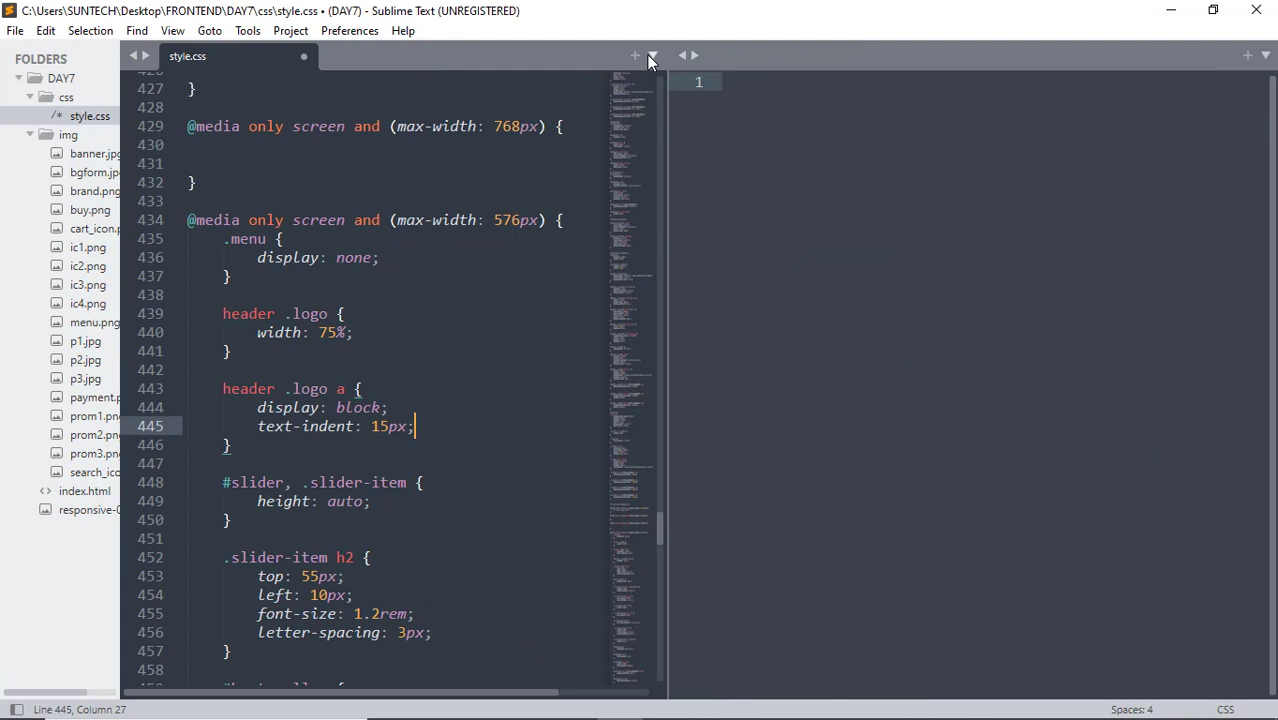 C:\Users\SUNTECH\Desktop\FRONTEND\DAY7\css\style.css • (DAY7) - Sublime Text (UNREGISTERED)
File Edit Selection Find View Goto Tools Project Preferences Help
FOLDERS
DAY7
css
/* style.css
img
banner.jpg
bgform.jp
brand.png
buy.png
cart_icon.p
ic1.png
ic2.png
ic3.png
ic4.png
menu.png
p1.jpg
p2.jpg
p3.jpg
payment.p
prom1.png
prom2.png
prom3.png
search_ico
<> index.html
responsive-0
style.css
427 }
428
429 @media only screen and (max-width: 768px) {
430
431
432 }
433
434 @media only screen and (max-width: 576px) {
435 .menu {
436 display: none;
437 }
438
439 header .logo {
440 width: 75%;
441 }
442
443 header .logo a {
444 display: block;
445 text-indent: 15px;
446 }
447
448 #slider, .slider-item {
449 height: auto;
450 }
451
452 .slider-item h2 {
453 top: 55px;
454 left: 10px;
455 font-size: 1.2rem;
456 letter-spacing: 3px;
457 }
458
1
Line 445, Column 27
Spaces: 4
CSS